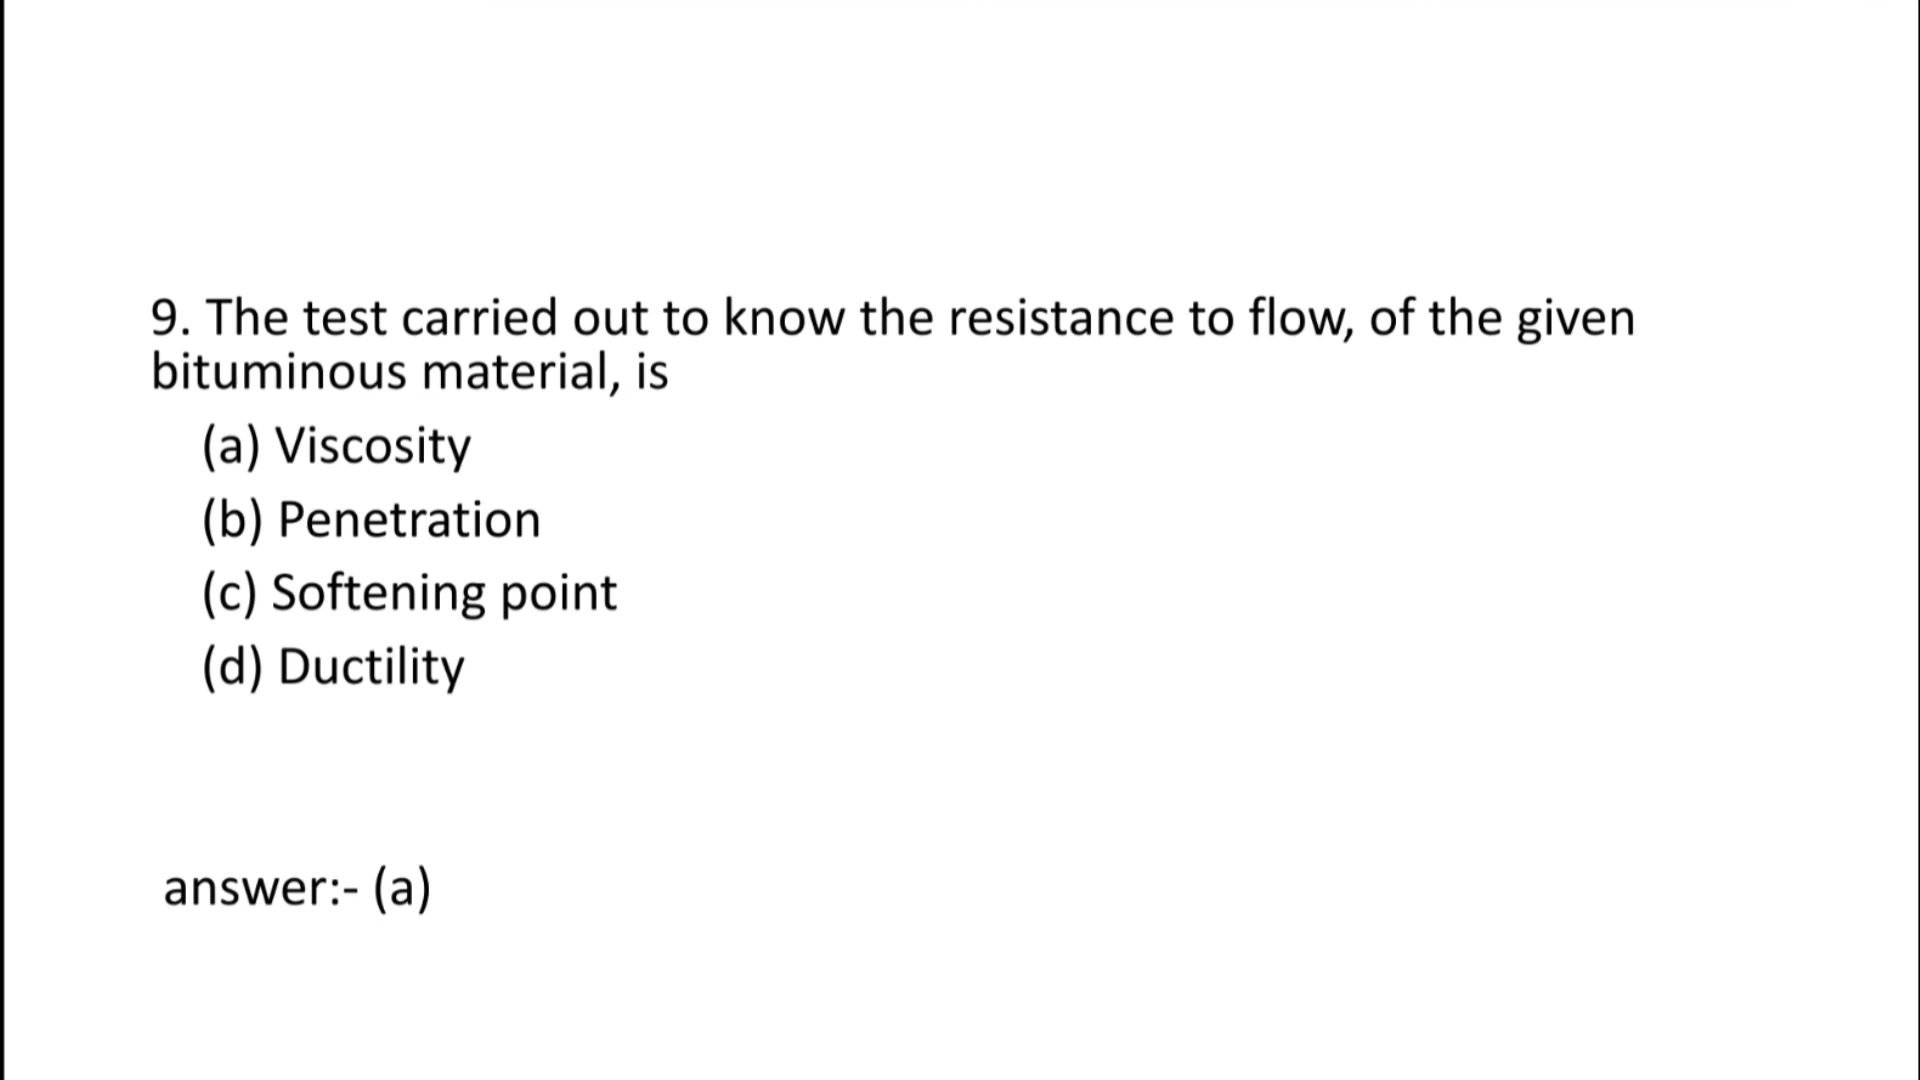 9. The test carried out to know the resistance to flow, of the given
bituminous material, is
(a) Viscosity
(b) Penetration
(c) Softening point
(d) Ductility
answer:- (a)